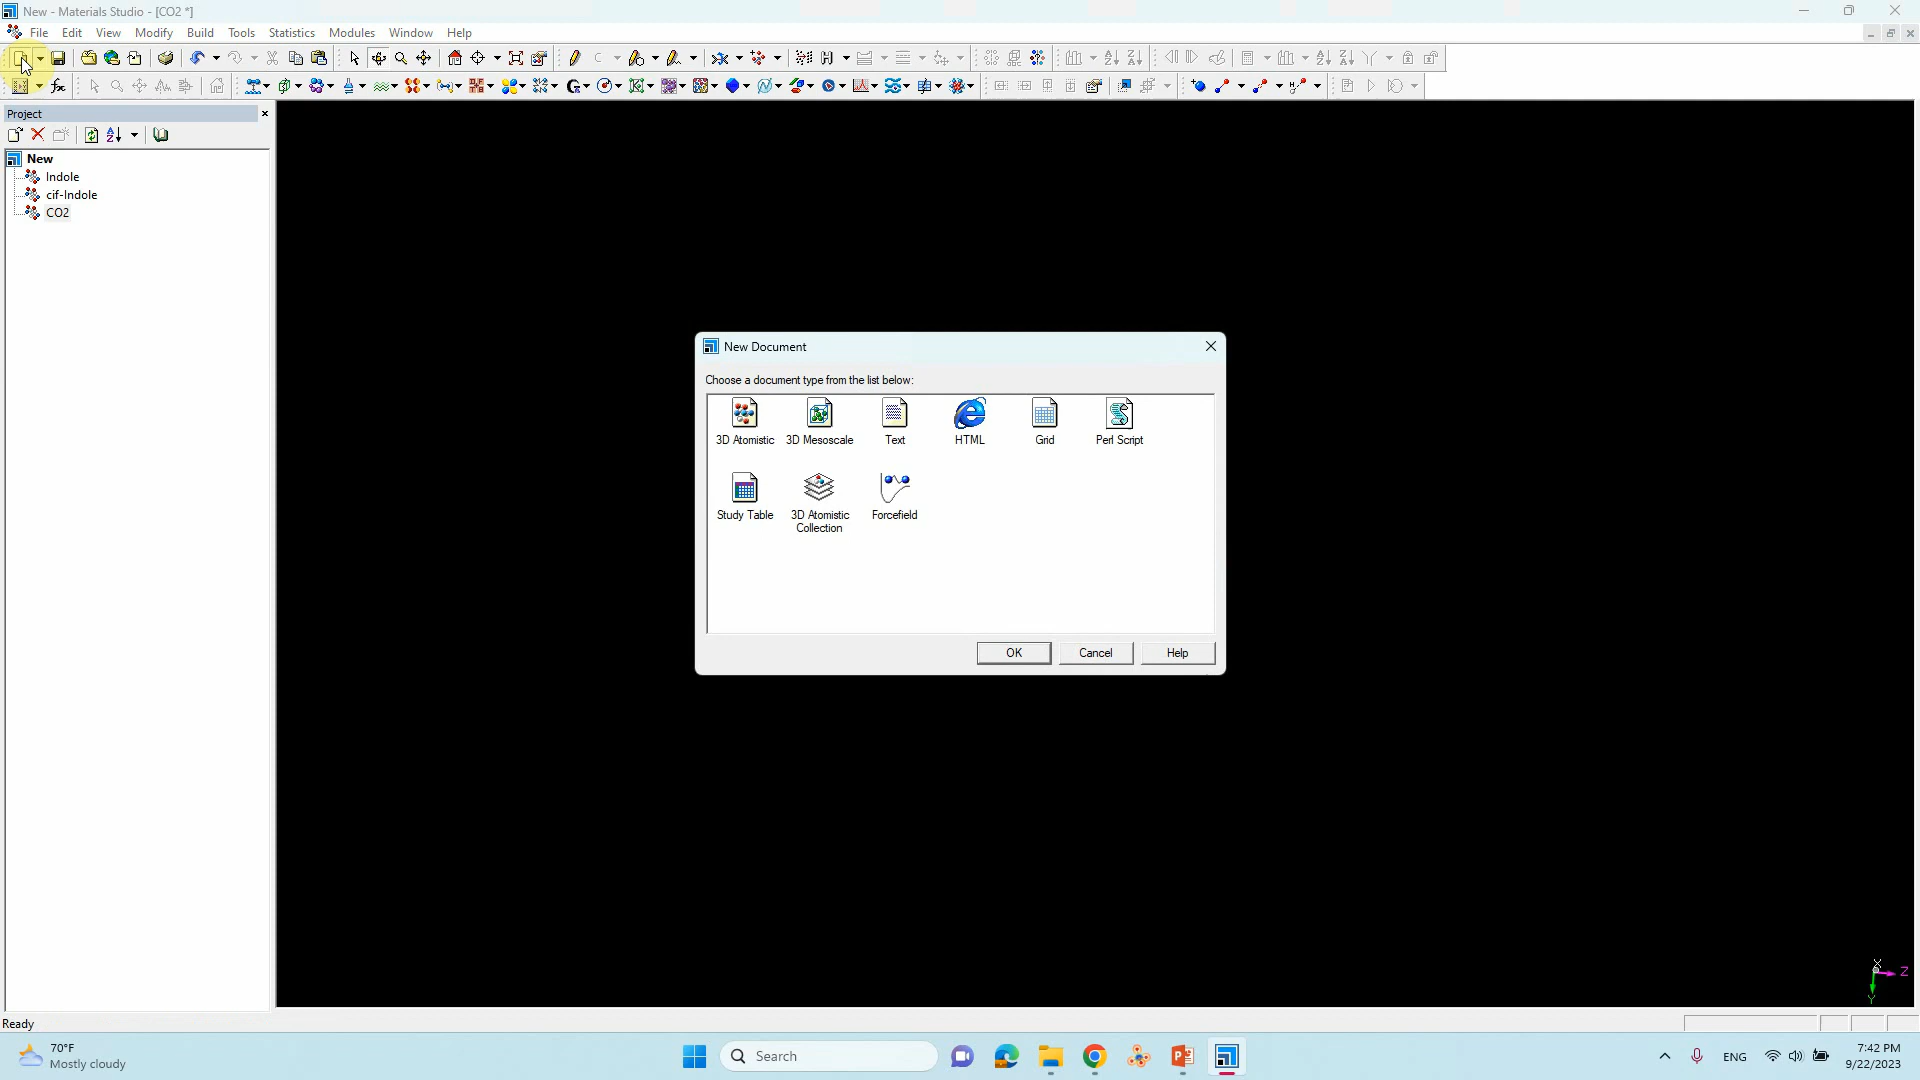 New - Materials Studio - [CO2 *]
File Edit View Modify Build Tools Statistics Modules Window Help
Project
New
Indole
cif-Indole
CO2
New Document
Choose a document type from the list below:
3D Atomistic 3D Mesoscale Text HTML Grid Perl Script
Study Table 3D Atomistic Collection Forcefield
OK Cancel Help
X
Z
Y
Ready
70°F
Mostly cloudy
Search
ENG
7:42 PM
9/22/2023